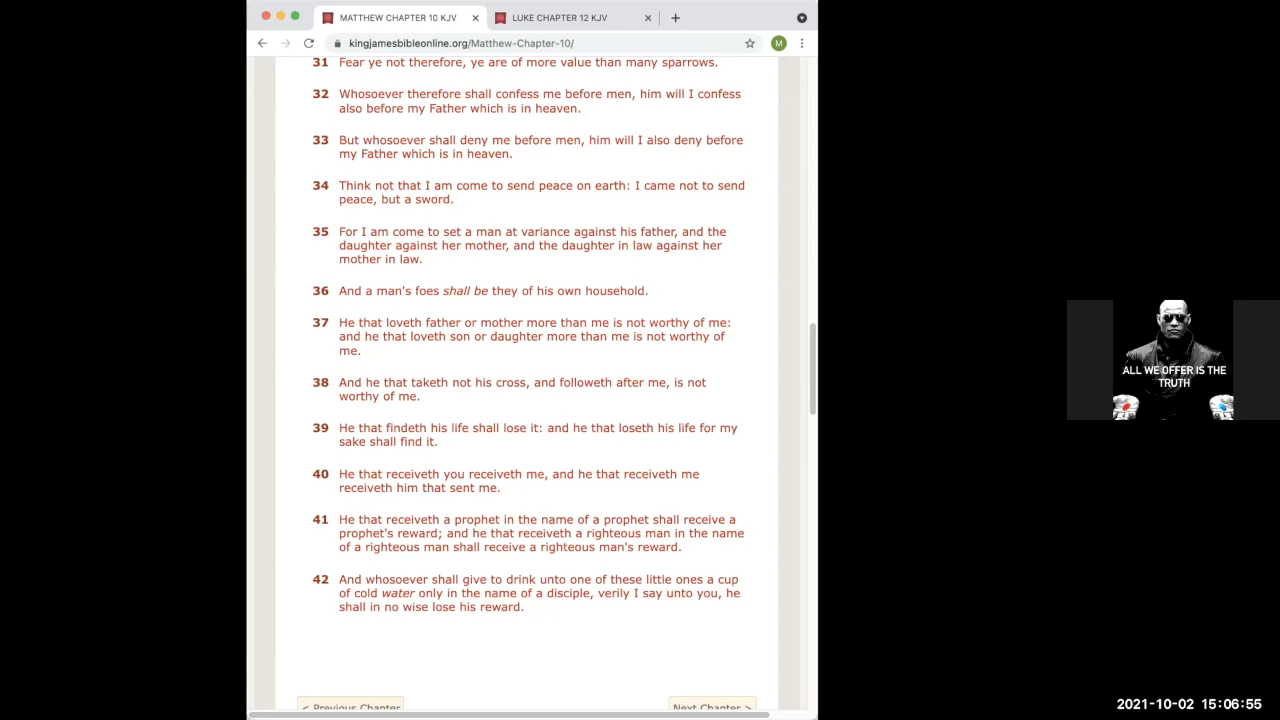 MATTHEW CHAPTER 10 KJV
LUKE CHAPTER 12 KJV
kingjamesbibleonline.org/Matthew-Chapter-10/
M
31 Fear ye not therefore, ye are of more value than many sparrows.
32 Whosoever therefore shall confess me before men, him will I confess
also before my Father which is in heaven.
33 But whosoever shall deny me before men, him will I also deny before
my Father which is in heaven.
34 Think not that I am come to send peace on earth: I came not to send
peace, but a sword.
35 For I am come to set a man at variance against his father, and the
daughter against her mother, and the daughter in law against her
mother in law.
36 And a man's foes shall be they of his own household.
37 He that loveth father or mother more than me is not worthy of me:
and he that loveth son or daughter more than me is not worthy of
me.
38 And he that taketh not his cross, and followeth after me, is not
worthy of me.
39 He that findeth his life shall lose it: and he that loseth his life for my
sake shall find it.
40 He that receiveth you receiveth me, and he that receiveth me
receiveth him that sent me.
41 He that receiveth a prophet in the name of a prophet shall receive a
prophet's reward; and he that receiveth a righteous man in the name
of a righteous man shall receive a righteous man's reward.
42 And whosoever shall give to drink unto one of these little ones a cup
of cold water only in the name of a disciple, verily I say unto you, he
shall in no wise lose his reward.
< Previous Chapter
Next Chapter >
ALL WE OFFER IS THE
TRUTH
2021-10-02 15:06:55